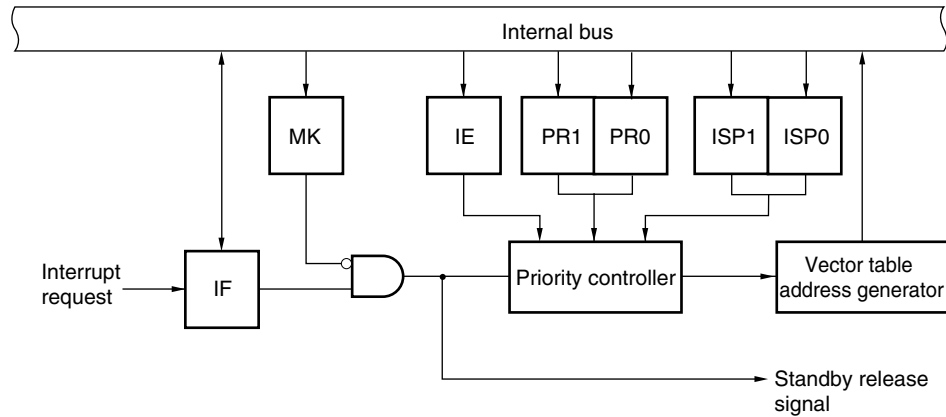 Internal bus
MK
IE
PR1
PR0
ISP1
ISP0
Interrupt
request
IF
Priority controller
Vector table
address generator
Standby release
signal